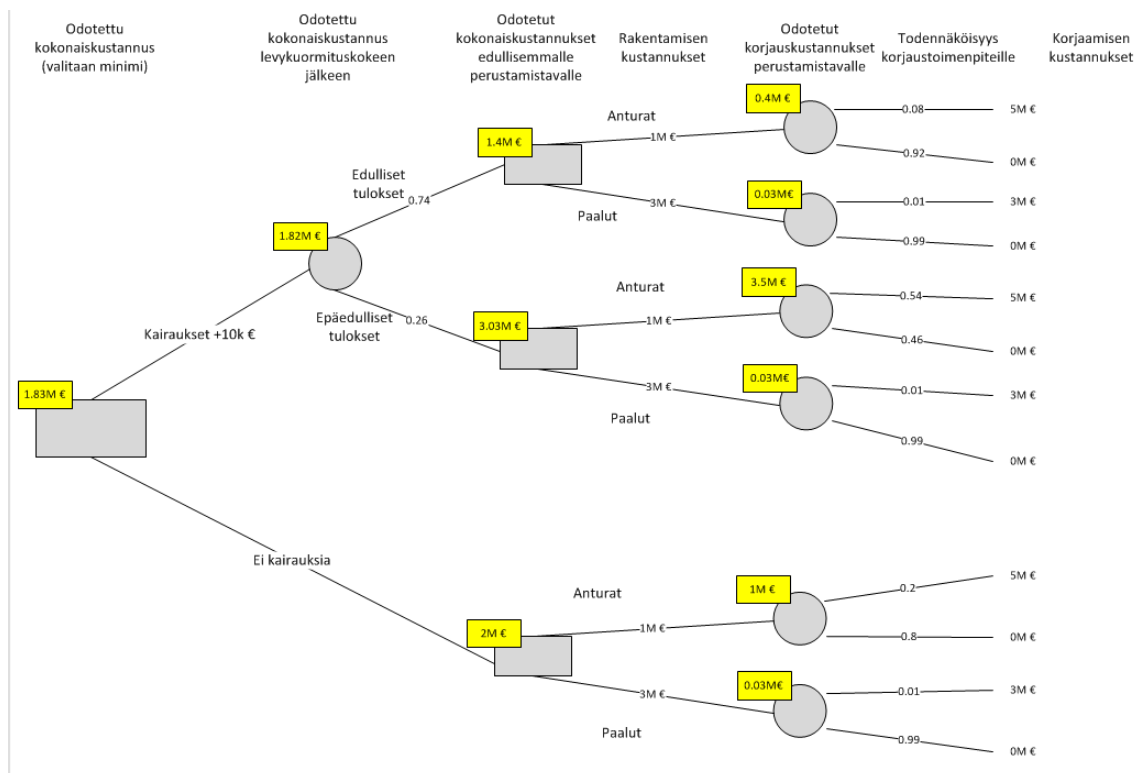 Odotettu
kokonaiskustannus
(valitaan minimi)
Odotettu
kokonaiskustannus
levykuormituskokeen
jälkeen
Odotetut
kokonaiskustannukset
edullisemmalle
perustamistavalle
Rakentamisen
kustannukset
Odotetut
korjauskustannukset
perustamistavalle
Todennäköisyys
korjaustoimenpiteille
Korjaamisen
kustannukset
0.4M €
0.08
5M €
Anturat
1M €
1.4M €
0.92
0M €
Edulliset
tulokset
0.74
0.03M€
0.01
3M €
3M €
Paalut
0.99
0M €
1.82M €
3.5M €
0.54
5M €
Anturat
1M €
Epäedulliset
tulokset
0.26
3.03M €
0.46
0M €
Kairaukset +10k €
0.03M€
0.01
3M €
3M €
Paalut
0.99
0M €
1.83M €
Ei kairauksia
5M €
Anturat
1M €
0.2
1M €
2M €
0.8
0M €
0.03M€
0.01
3M €
3M €
Paalut
0.99
0M €